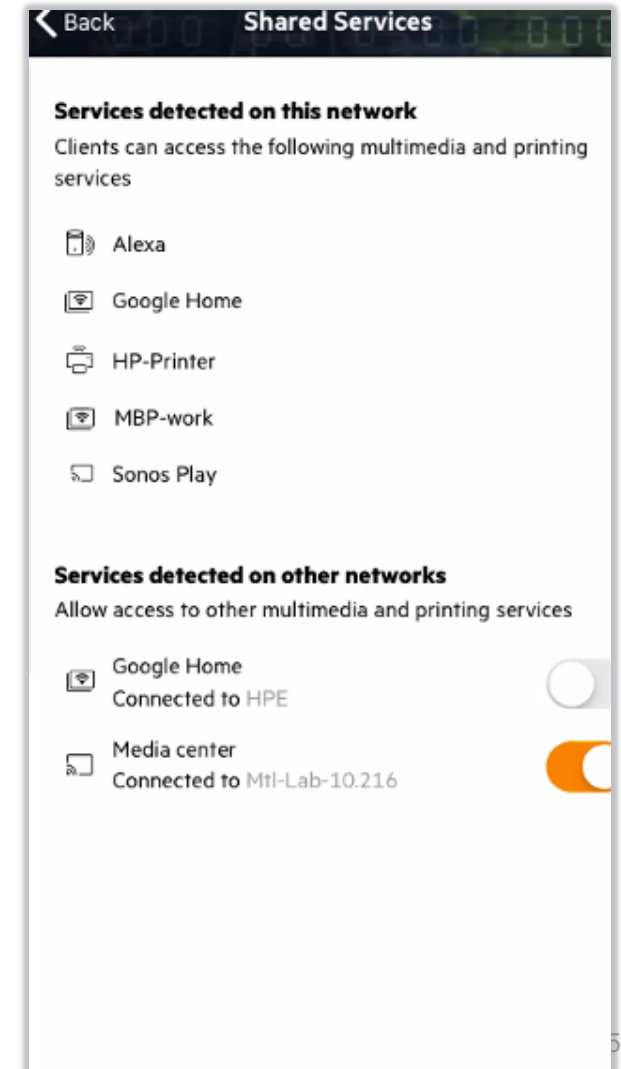 Back
Shared Services
Services detected on this network
Clients can access the following multimedia and printing
services
Alexa
Google Home
HP-Printer
MBP-work
Sonos Play
Services detected on other networks
Allow access to other multimedia and printing services
Google Home
Connected to HPE
Media center
Connected to Mtl-Lab-10.216